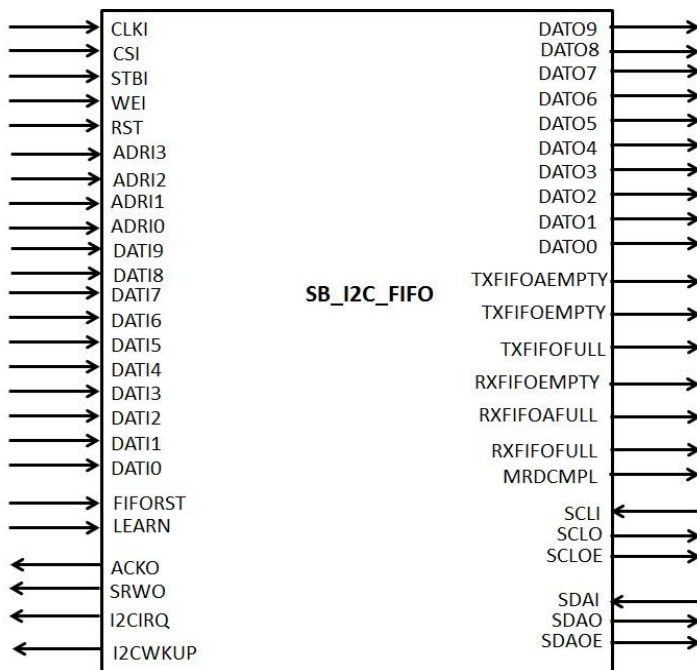 CLKI
CSI
STBI
WEI
RST
ADRI3
ADRI2
ADRI1
ADRI0
DATI9
DATI8
DATI7
DATI6
DATI5
DATI4
DATI3
DATI2
DATI1
DATI0
FIFORST
LEARN
ACKO
SRWO
I2CIRQ
I2CWKUP
SB_I2C_FIFO
DATO9
DATO8
DATO7
DATO6
DATO5
DATO4
DATO3
DATO2
DATO1
DATO0
TXFIFOAEMPTY
TXFIFOEMPTY
TXFIFOFULL
RXFIFOEMPTY
RXFIFOAFULL
RXFIFOFULL
MRDCMPL
SCLI
SCLO
SCLOE
SDAI
SDAO
SDAOE